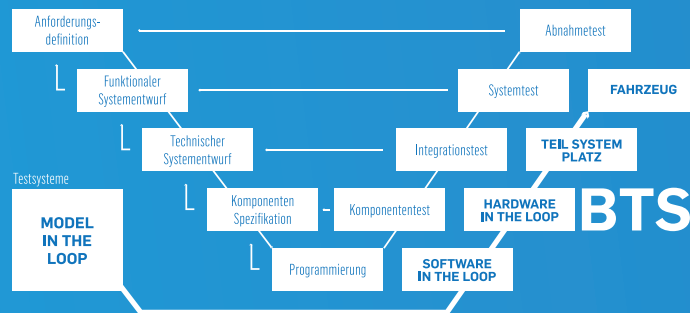 Anforderungs-
definition
Abnahmetest
Funktionaler
Systementwurf
Systemtest
FAHRZEUG
Technischer
Systementwurf
Integrationstest
TEIL SYSTEM
PLATZ
Testsysteme
MODEL
IN THE
LOOP
Komponenten
Spezifikation
Komponententest
HARDWARE
IN THE LOOP
BTS
Programmierung
SOFTWARE
IN THE LOOP